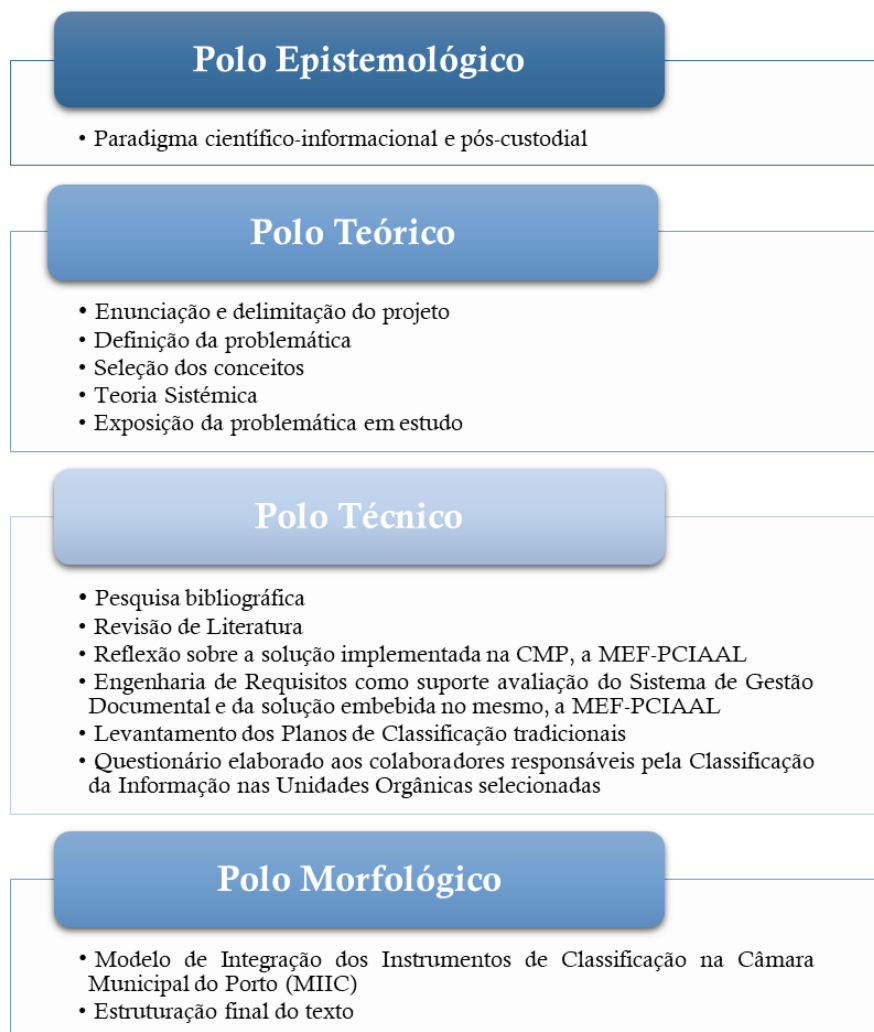 Polo Epistemológico
• Paradigma científico-informacional e pós-custodial
Polo Teórico
• Enunciação e delimitação do projeto
• Definição da problemática
• Seleção dos conceitos
• Teoria Sistémica
• Exposição da problemática em estudo
Polo Técnico
• Pesquisa bibliográfica
• Revisão de Literatura
• Reflexão sobre a solução implementada na CMP, a MEF-PCIAAL
• Engenharia de Requisitos como suporte avaliação do Sistema de Gestão
Documental e da solução embebida no mesmo, a MEF-PCIAAL
• Levantamento dos Planos de Classificação tradicionais
• Questionário elaborado aos colaboradores responsáveis pela Classificação
da Informação nas Unidades Orgânicas selecionadas
Polo Morfológico
• Modelo de Integração dos Instrumentos de Classificação na Câmara
Municipal do Porto (MIIC)
• Estruturação final do texto